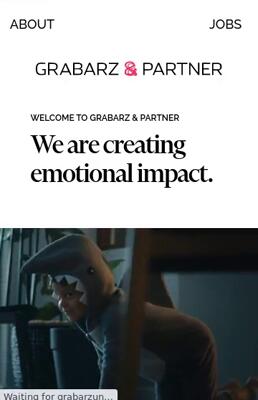 ABOUT JOBS
GRABARZ & PARTNER
WELCOME TO GRABARZ & PARTNER
We are creating
emotional impact.
Waiting for grabarzun...